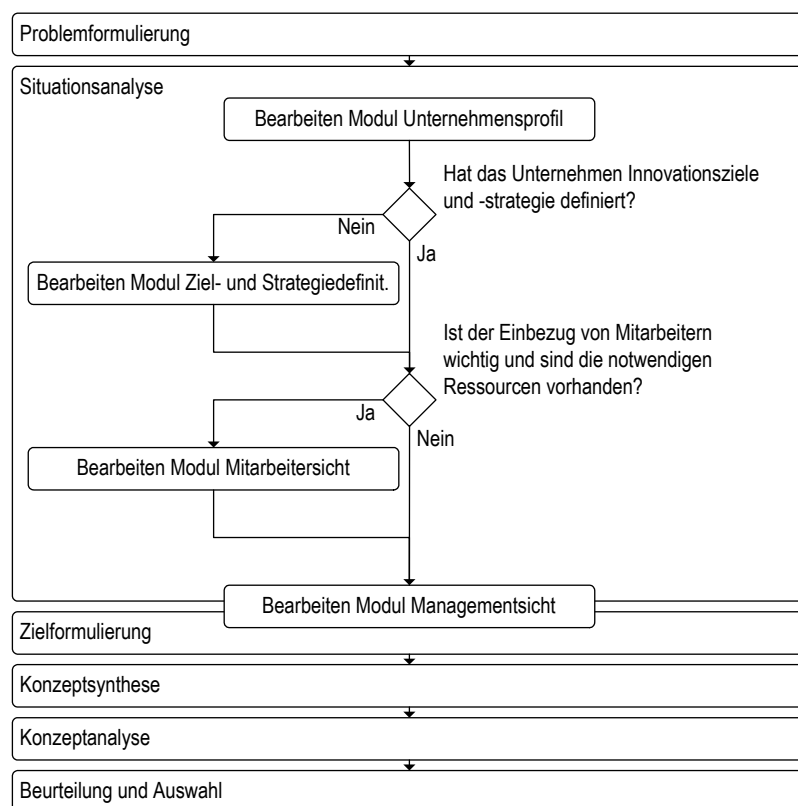 Problemformulierung
Situationsanalyse
Bearbeiten Modul Unternehmensprofil
Hat das Unternehmen Innovationsziele
und -strategie definiert?
Nein
Ja
Bearbeiten Modul Ziel- und Strategiedefinit.
Ist der Einbezug von Mitarbeitern
wichtig und sind die notwendigen
Ressourcen vorhanden?
Ja
Nein
Bearbeiten Modul Mitarbeitersicht
Bearbeiten Modul Managementsicht
Zielformulierung
Konzeptsynthese
Konzeptanalyse
Beurteilung und Auswahl